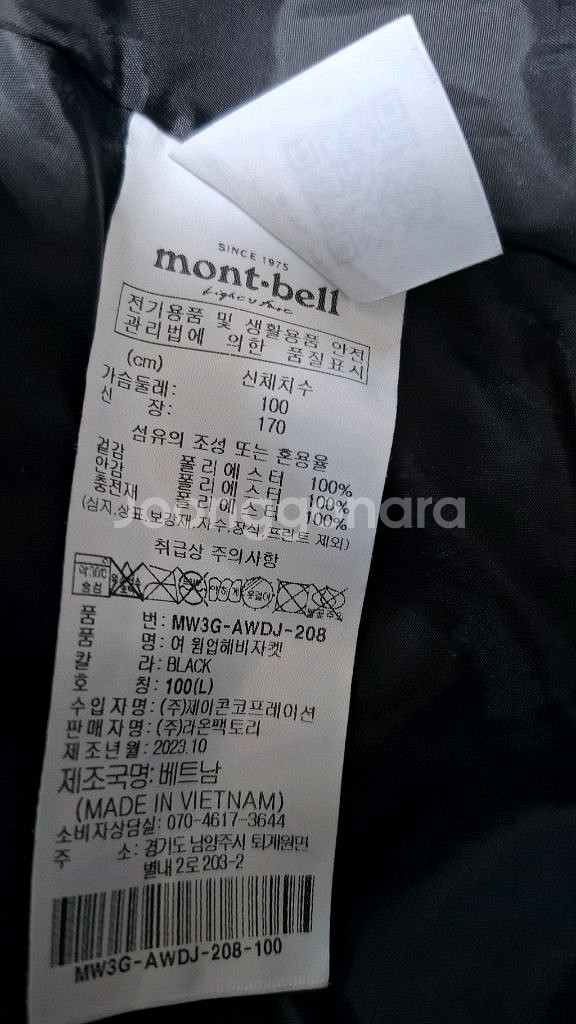 SINCE 1975
mont·bell
Light & Fast
전기용품 및 생활용품 안전
관리법에 의한 품질표시
(cm) 신체치수
가슴둘레: 100
신 장: 170
섬유의 조성 또는 혼용율
겉감 폴리에스터 100%
안감 폴리에스터 100%
충전재 폴리에스터 100%
(심지,상표,보강재,자수,장식,프린트 제외)
joonggonara
취급상 주의사항
약30℃
중성
품 번: MW3G-AWDJ-208
품 명: 여 웜업헤비자켓
칼 라: BLACK
호 칭: 100(L)
수입자명: (주)제이콘코프레이션
판매자명: (주)라온팩토리
제조년월: 2023.10
제조국명: 베트남
(MADE IN VIETNAM)
소비자상담실: 070-4617-3644
주 소: 경기도 남양주시 퇴계원면
별내2로 203-2
MW3G-AWDJ-208-100